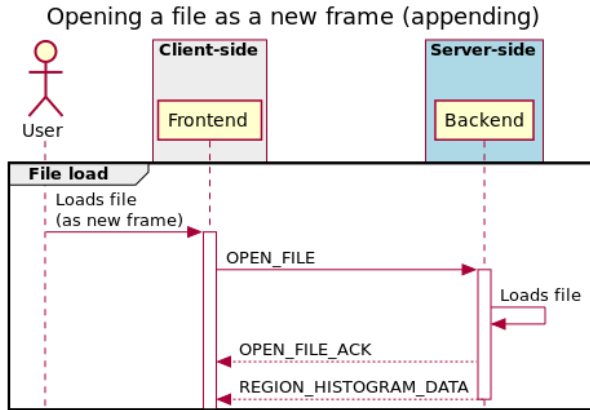 Opening a file as a new frame (appending)
Client-side
Server-side
Frontend
Backend
User
File load
Loads file
(as new frame)
OPEN_FILE
Loads file
OPEN_FILE_ACK
REGION_HISTOGRAM_DATA